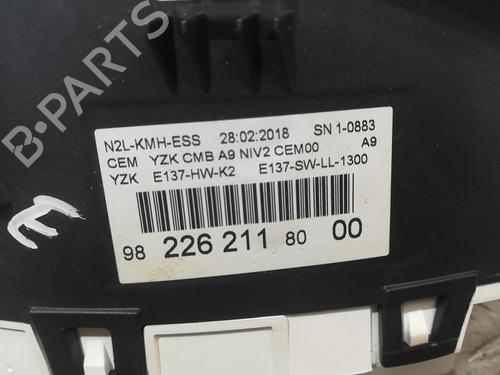 N2L-KMH-ESS 28:02:2018 SN 1-0883
CEM YZK CMB A9 NIV2 CEM00 A9
YZK E137-HW-K2 E137-SW-LL-1300
98 226 211 80 00
E
B-PARTS